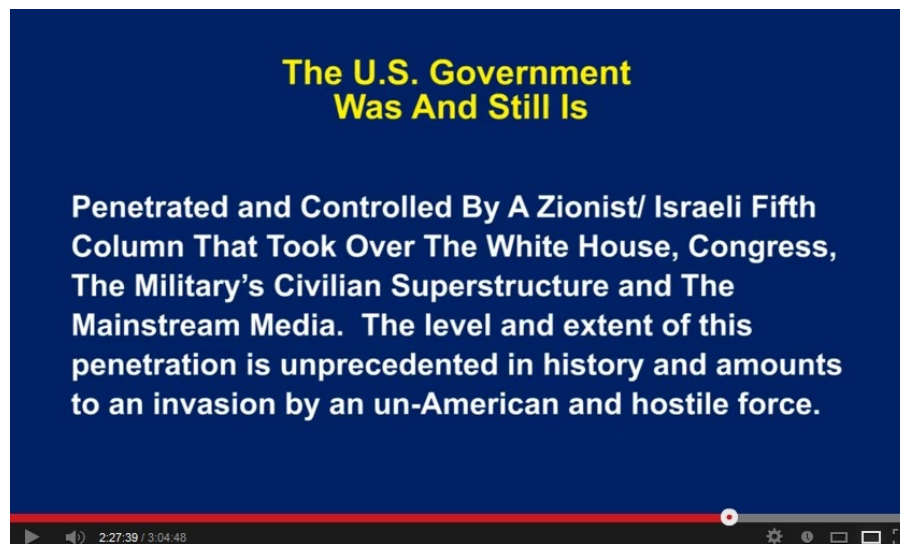 The U.S. Government
Was And Still Is
Penetrated and Controlled By A Zionist/ Israeli Fifth
Column That Took Over The White House, Congress,
The Military’s Civilian Superstructure and The
Mainstream Media.  The level and extent of this
penetration is unprecedented in history and amounts
to an invasion by an un-American and hostile force.
2:27:39 / 3:04:48